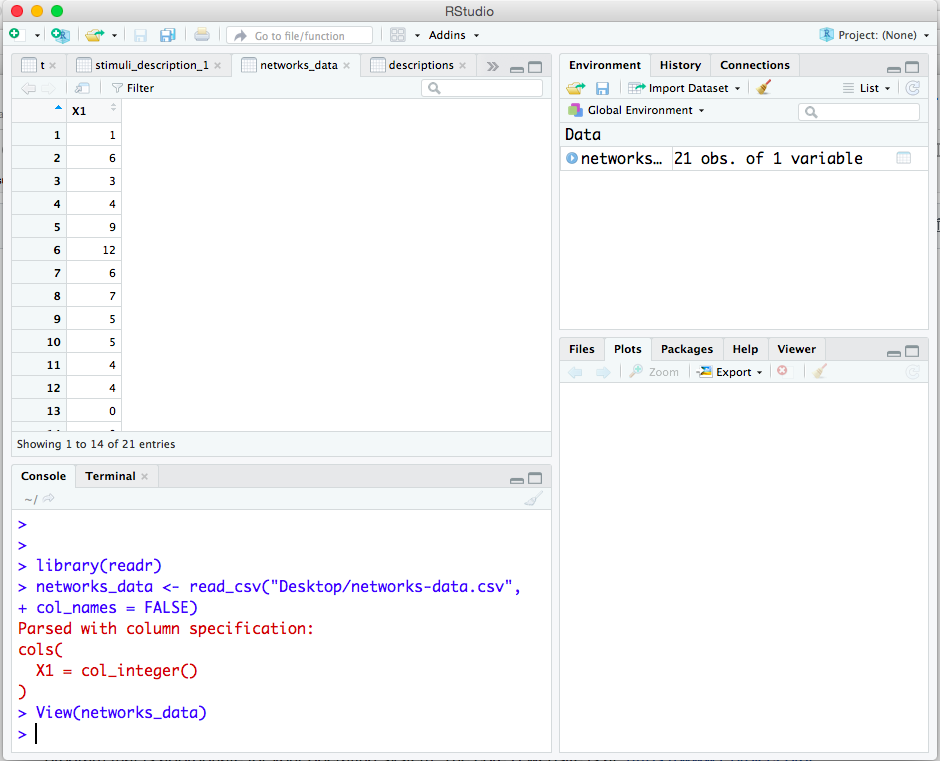 RStudio
Go to file/function
Addins
Project: (None)
t
stimuli_description_1
networks_data
descriptions
Filter
X1
1 1
2 6
3 3
4 4
5 9
6 12
7 6
8 7
9 5
10 5
11 4
12 4
13 0
Showing 1 to 14 of 21 entries
Console Terminal
~/
>
>
> library(readr)
> networks_data <- read_csv("Desktop/networks-data.csv",
+ col_names = FALSE)
Parsed with column specification:
cols(
X1 = col_integer()
)
> View(networks_data)
>
Environment History Connections
Import Dataset List
Global Environment
Data
networks... 21 obs. of 1 variable
Files Plots Packages Help Viewer
Zoom Export